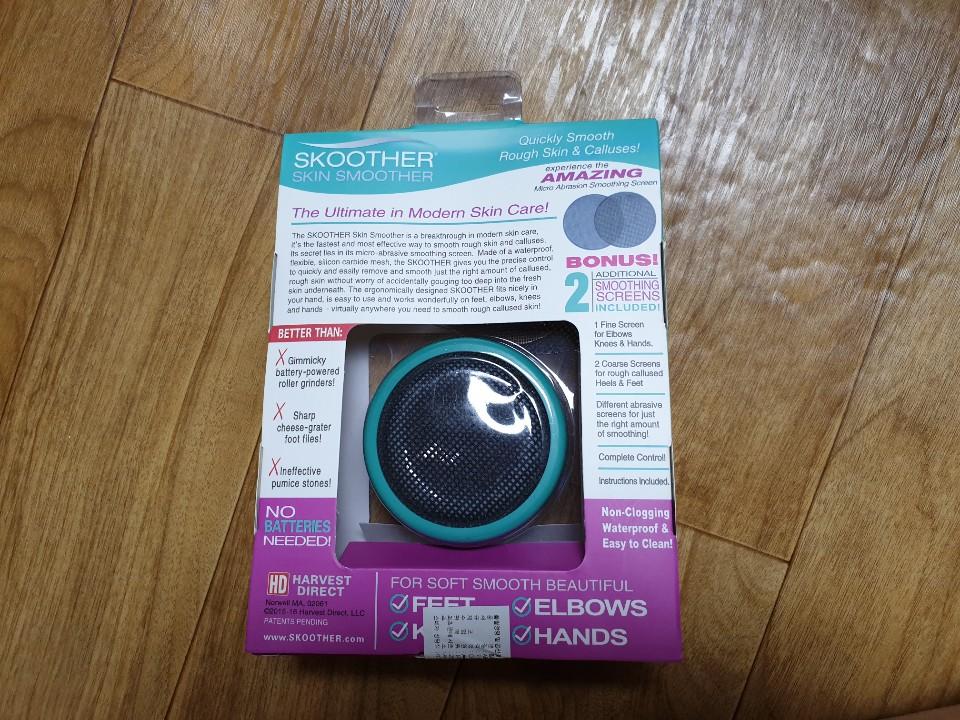 SKOOTHER®
SKIN SMOOTHER
Quickly Smooth
Rough Skin & Calluses!
experience the
AMAZING
Micro Abrasion Smoothing Screen
The Ultimate in Modern Skin Care!
The SKOOTHER Skin Smoother is a breakthrough in modern skin care,
it's the fastest and most effective way to smooth rough skin and calluses.
Its secret lies in its micro-abrasive smoothing screen. Made of a waterproof,
flexible, silicon carbide mesh, the SKOOTHER gives you the precise control
to quickly and easily remove and smooth just the right amount of callused,
rough skin without worry of accidentally gouging too deep into the fresh
skin underneath. The ergonomically designed SKOOTHER fits nicely in
your hand, is easy to use and works wonderfully on feet, elbows, knees
and hands - virtually anywhere you need to smooth rough callused skin!
BONUS!
2 ADDITIONAL
SMOOTHING
SCREENS
INCLUDED!
1 Fine Screen
for Elbows
Knees & Hands.
2 Coarse Screens
for rough callused
Heels & Feet
Different abrasive
screens for just
the right amount
of smoothing!
Complete Control!
Instructions Included.
BETTER THAN:
X Gimmicky
battery-powered
roller grinders!
X Sharp
cheese-grater
foot files!
X Ineffective
pumice stones!
NO
BATTERIES
NEEDED!
Non-Clogging
Waterproof &
Easy to Clean!
HD HARVEST
DIRECT
Norwell MA, 02061
©2015-16 Harvest Direct, LLC
PATENTS PENDING
www.SKOOTHER.com
FOR SOFT SMOOTH BEAUTIFUL
FEET
ELBOWS
HANDS